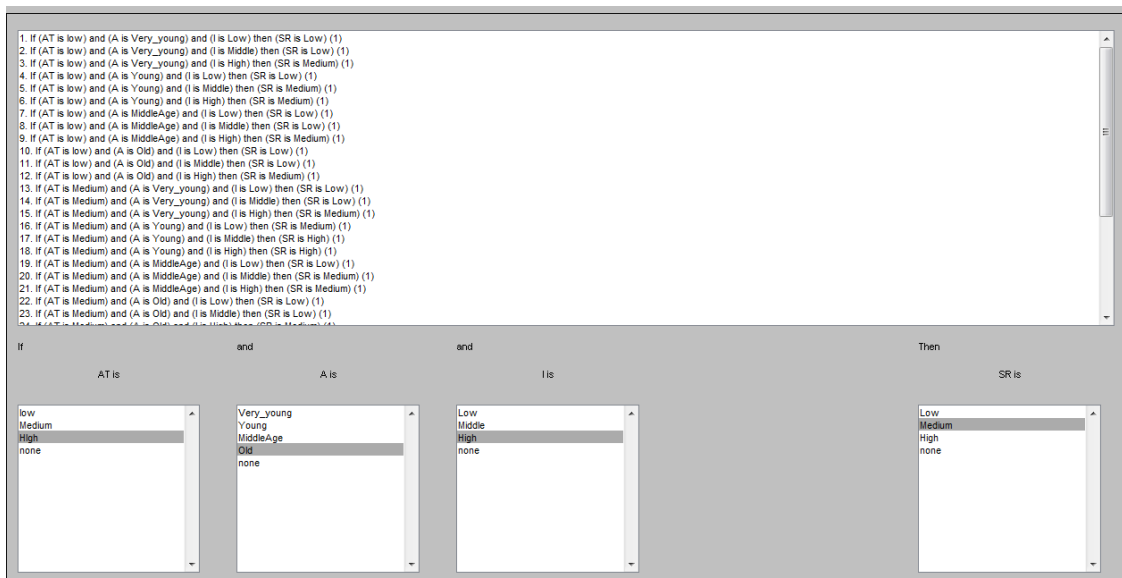 1. If (AT is low) and (A is Very_young) and (I is Low) then (SR is Low) (1)
2. If (AT is low) and (A is Very_young) and (I is Middle) then (SR is Low) (1)
3. If (AT is low) and (A is Very_young) and (I is High) then (SR is Medium) (1)
4. If (AT is low) and (A is Young) and (I is Low) then (SR is Low) (1)
5. If (AT is low) and (A is Young) and (I is Middle) then (SR is Medium) (1)
6. If (AT is low) and (A is Young) and (I is High) then (SR is Medium) (1)
7. If (AT is low) and (A is MiddleAge) and (I is Low) then (SR is Low) (1)
8. If (AT is low) and (A is MiddleAge) and (I is Middle) then (SR is Low) (1)
9. If (AT is low) and (A is MiddleAge) and (I is High) then (SR is Medium) (1)
10. If (AT is low) and (A is Old) and (I is Low) then (SR is Low) (1)
11. If (AT is low) and (A is Old) and (I is Middle) then (SR is Low) (1)
12. If (AT is low) and (A is Old) and (I is High) then (SR is Medium) (1)
13. If (AT is Medium) and (A is Very_young) and (I is Low) then (SR is Low) (1)
14. If (AT is Medium) and (A is Very_young) and (I is Middle) then (SR is Low) (1)
15. If (AT is Medium) and (A is Very_young) and (I is High) then (SR is Medium) (1)
16. If (AT is Medium) and (A is Young) and (I is Low) then (SR is Medium) (1)
17. If (AT is Medium) and (A is Young) and (I is Middle) then (SR is High) (1)
18. If (AT is Medium) and (A is Young) and (I is High) then (SR is High) (1)
19. If (AT is Medium) and (A is MiddleAge) and (I is Low) then (SR is Low) (1)
20. If (AT is Medium) and (A is MiddleAge) and (I is Middle) then (SR is Medium) (1)
21. If (AT is Medium) and (A is MiddleAge) and (I is High) then (SR is Medium) (1)
22. If (AT is Medium) and (A is Old) and (I is Low) then (SR is Low) (1)
23. If (AT is Medium) and (A is Old) and (I is Middle) then (SR is Low) (1)
24. If (AT is Medium) and (A is Old) and (I is High) then (SR is Medium) (1)
If and and Then
AT is A is I is SR is
low Very_young Low Low
Medium Young Middle Medium
HIgh MiddleAge High High
none Old none none
none